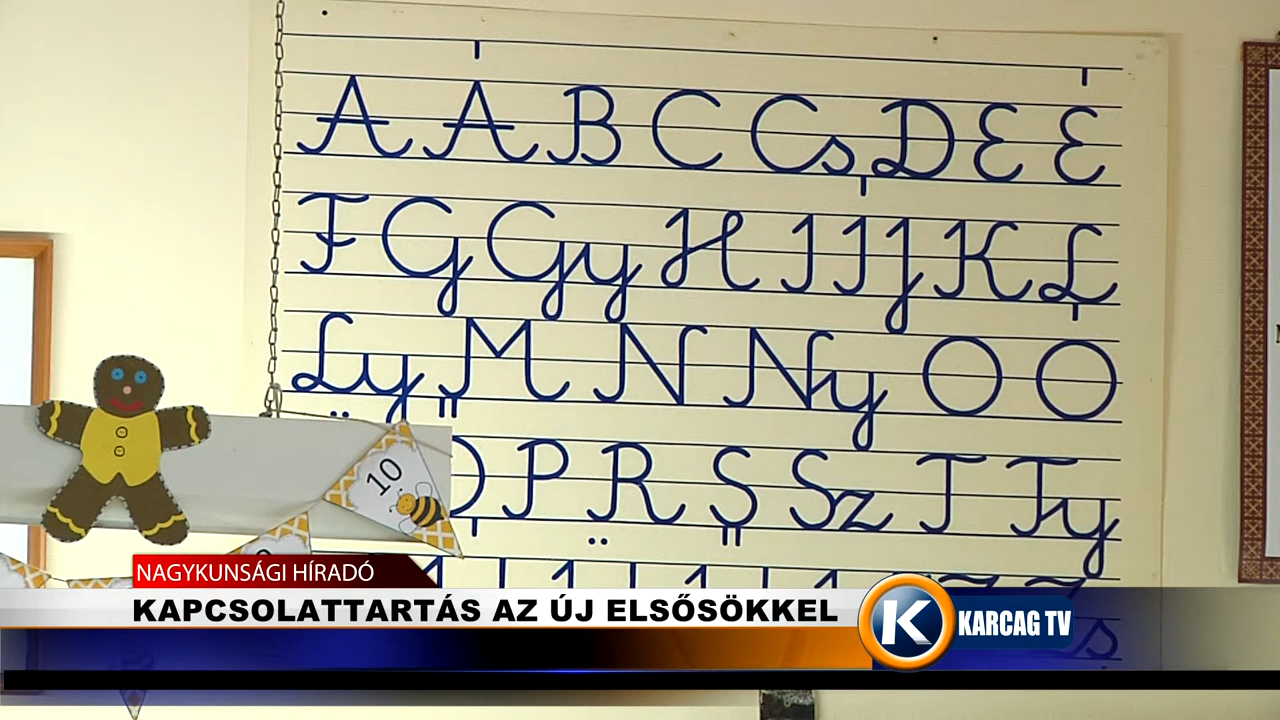 A Á B C Cs D E É
F G Gy H I Í J K L
Ly M N Ny O Ó
P R S Sz T Ty
10
NAGYKUNSÁGI HÍRADÓ
KAPCSOLATTARTÁS AZ ÚJ ELSŐSÖKKEL
K
KARCAG TV